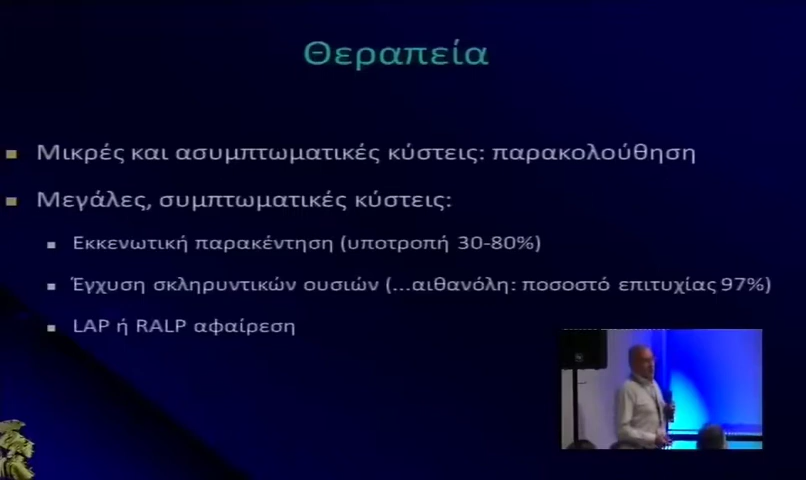 Θεραπεία
Μικρές και ασυμπτωματικές κύστεις: παρακολούθηση
Μεγάλες, συμπτωματικές κύστεις:
Εκκενωτική παρακέντηση (υποτροπή 30-80%)
Έγχυση σκληρυντικών ουσιών (...αιθανόλη: ποσοστό επιτυχίας 97%)
LAP ή RALP αφαίρεση